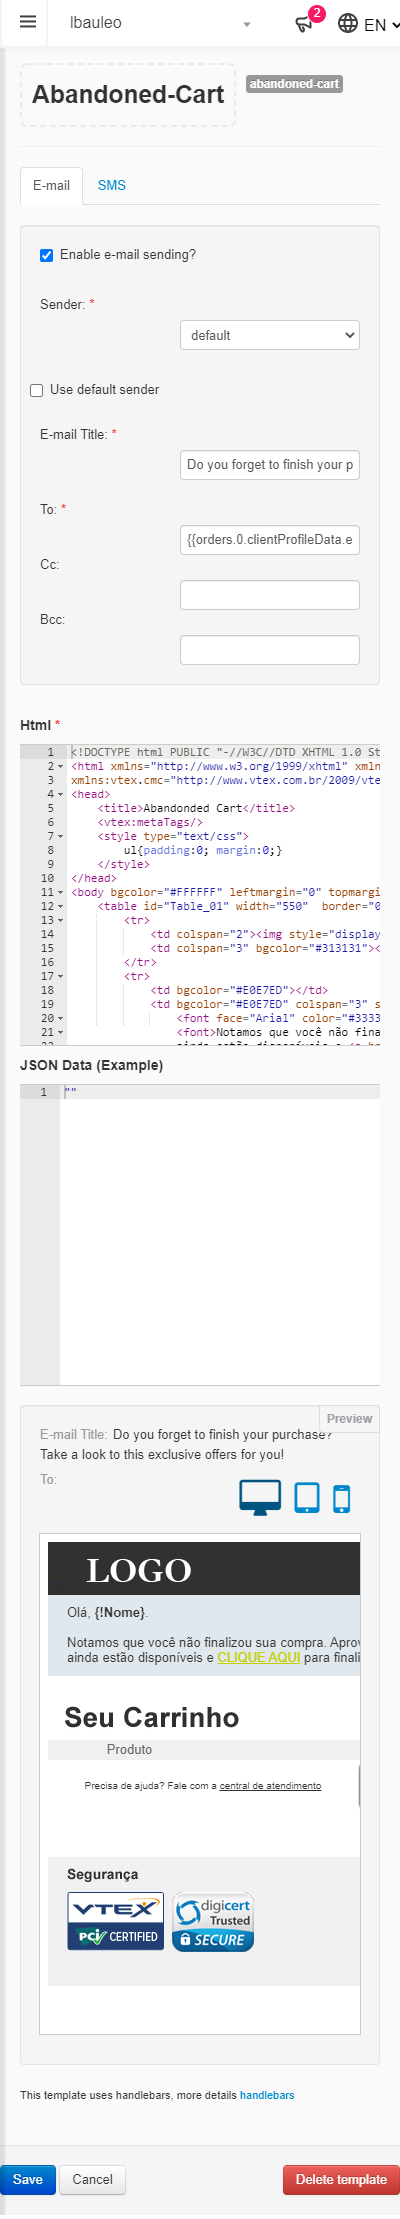 lbauleo
2
EN
Abandoned-Cart
abandoned-cart
E-mail
SMS
Enable e-mail sending?
Sender: *
default
Use default sender
E-mail Title: *
Do you forget to finish your p
To: *
{{orders.0.clientProfileData.e
Cc:
Bcc:
Html *
1 <!DOCTYPE html PUBLIC "-//W3C//DTD XHTML 1.0 St
2 <html xmlns="http://www.w3.org/1999/xhtml" xmln
3 xmlns:vtex.cmc="http://www.vtex.com.br/2009/vte
4 <head>
5 <title>Abandonded Cart</title>
6 <vtex:metaTags/>
7 <style type="text/css">
8 ul{padding:0; margin:0;}
9 </style>
10 </head>
11 <body bgcolor="#FFFFFF" leftmargin="0" topmargi
12 <table id="Table_01" width="550" border="0
13 <tr>
14 <td colspan="2"><img style="display
15 <td colspan="3" bgcolor="#313131"><
16 </tr>
17 <tr>
18 <td bgcolor="#E0E7ED"></td>
19 <td bgcolor="#E0E7ED" colspan="3" s
20 <font face="Arial" color="#3333
21 <font>Notamos que você não fina
JSON Data (Example)
1 ""
Preview
E-mail Title: Do you forget to finish your purchase?
Take a look to this exclusive offers for you!
To:
LOGO
Olá, {!Nome}.
Notamos que você não finalizou sua compra. Aprov
ainda estão disponíveis e CLIQUE AQUI para finali
Seu Carrinho
Produto
Precisa de ajuda? Fale com a central de atendimento
Segurança
VTEX
PCI CERTIFIED
digicert
Trusted
SECURE
This template uses handlebars, more details handlebars
Save
Cancel
Delete template